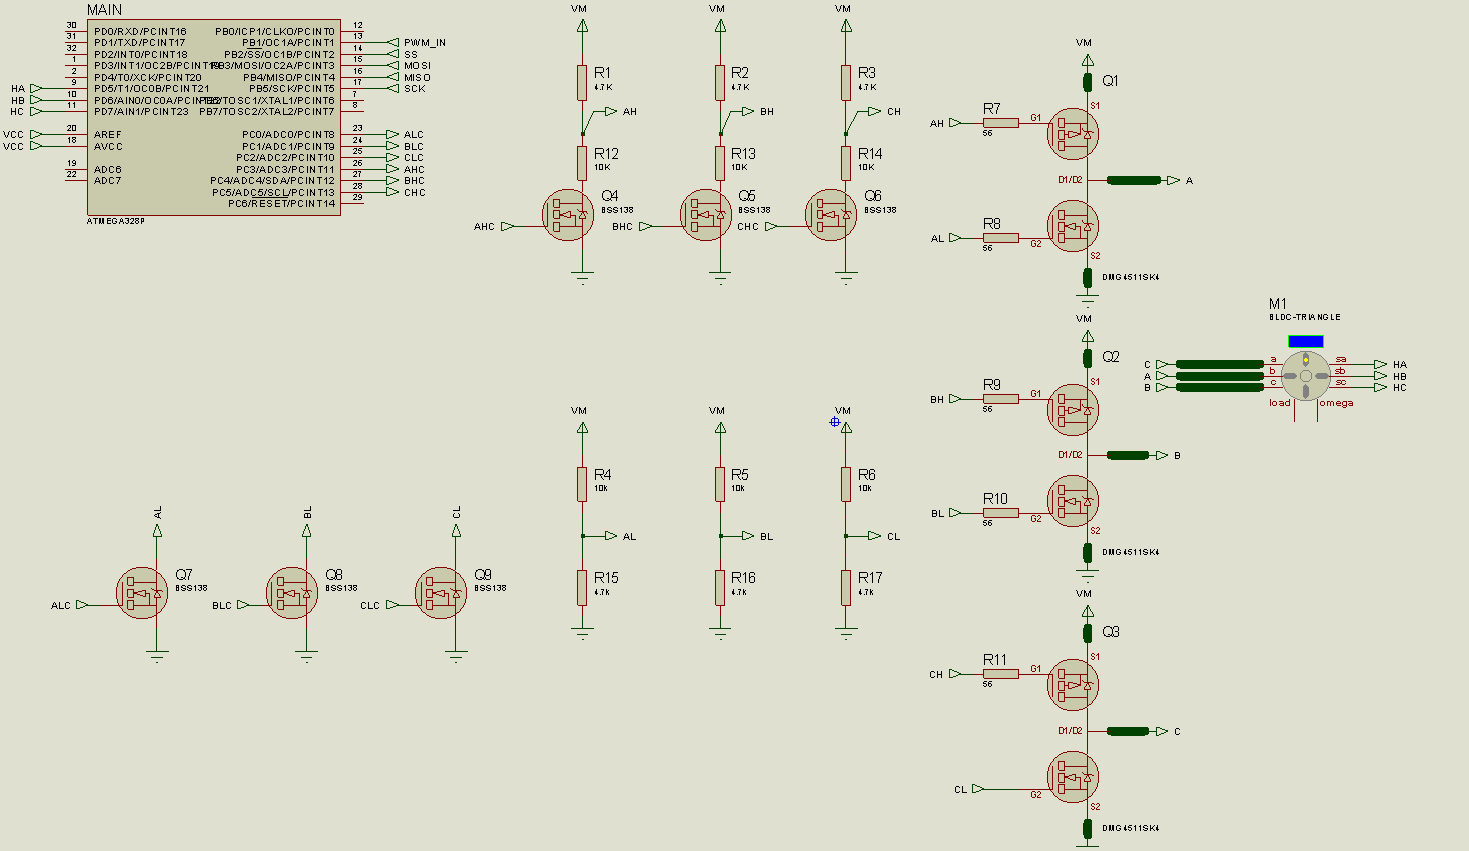 MAIN
30 PD0/RXD/PCINT16
31 PD1/TXD/PCINT17
32 PD2/INT0/PCINT18
1 PD3/INT1/OC2B/PCINT19
2 PD4/T0/XCK/PCINT20
HA 9 PD5/T1/OC0B/PCINT21
HB 10 PD6/AIN0/OC0A/PCINT22
HC 11 PD7/AIN1/PCINT23
VCC 20 AREF
VCC 18 AVCC
19 ADC6
22 ADC7
PB0/ICP1/CLKO/PCINT0 12
PB1/OC1A/PCINT1 13 PWM_IN
PB2/SS/OC1B/PCINT2 14 SS
PB3/MOSI/OC2A/PCINT3 15 MOSI
PB4/MISO/PCINT4 16 MISO
PB5/SCK/PCINT5 17 SCK
PB6/TOSC1/XTAL1/PCINT6 7
PB7/TOSC2/XTAL2/PCINT7 8
PC0/ADC0/PCINT8 23 ALC
PC1/ADC1/PCINT9 24 BLC
PC2/ADC2/PCINT10 25 CLC
PC3/ADC3/PCINT11 26 AHC
PC4/ADC4/SDA/PCINT12 27 BHC
PC5/ADC5/SCL/PCINT13 28 CHC
PC6/RESET/PCINT14 29
ATMEGA328P
VM
R1
4.7K
AH
R12
10K
Q4
BSS138
AHC
VM
R2
4.7K
BH
R13
10K
Q5
BSS138
BHC
VM
R3
4.7K
CH
R14
10K
Q6
BSS138
CHC
VM
Q1
S1
R7
AH
56
G1
D1/D2
A
R8
AL
56
G2
S2
DMG4511SK4
VM
Q2
S1
R9
BH
56
G1
D1/D2
B
R10
BL
56
G2
S2
DMG4511SK4
VM
Q3
S1
R11
CH
56
G1
D1/D2
C
CL
G2
S2
DMG4511SK4
M1
BLDC-TRIANGLE
C a sa HA
A b sb HB
B c sc HC
load omega
VM
R4
10k
AL
R15
4.7k
VM
R5
10k
BL
R16
4.7k
VM
R6
10k
CL
R17
4.7k
AL
Q7
BSS138
ALC
BL
Q8
BSS138
BLC
CL
Q9
BSS138
CLC